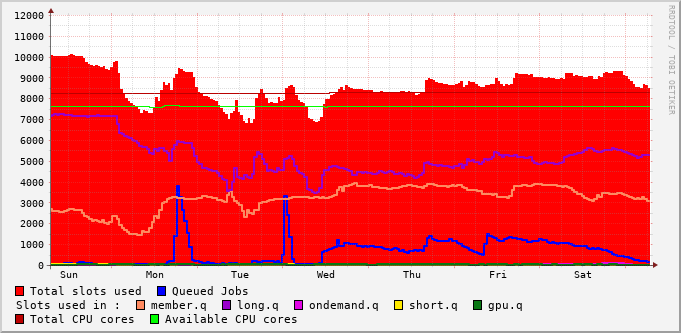 12000
11000
10000
9000
8000
7000
6000
5000
4000
3000
2000
1000
0
Sun Mon Tue Wed Thu Fri Sat
Total slots used Queued Jobs
Slots used in : member.q long.q ondemand.q short.q gpu.q
Total CPU cores Available CPU cores
RRDTOOL / TOBI OETIKER